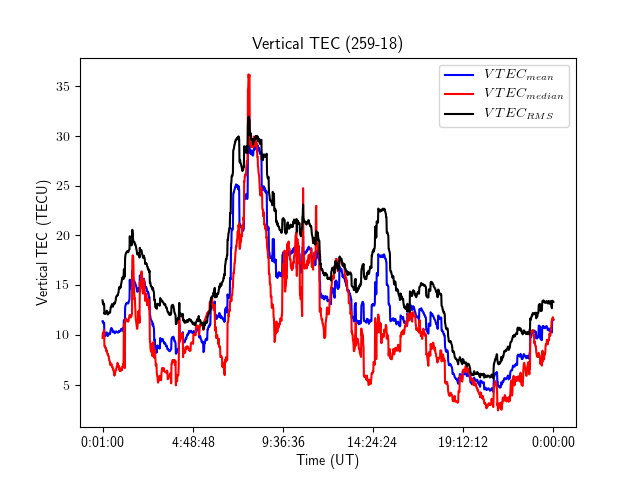 Vertical TEC (259-18)
VTEC_mean
VTEC_median
VTEC_RMS
Vertical TEC (TECU)
35
30
25
20
15
10
5
0:01:00 4:48:48 9:36:36 14:24:24 19:12:12 0:00:00
Time (UT)